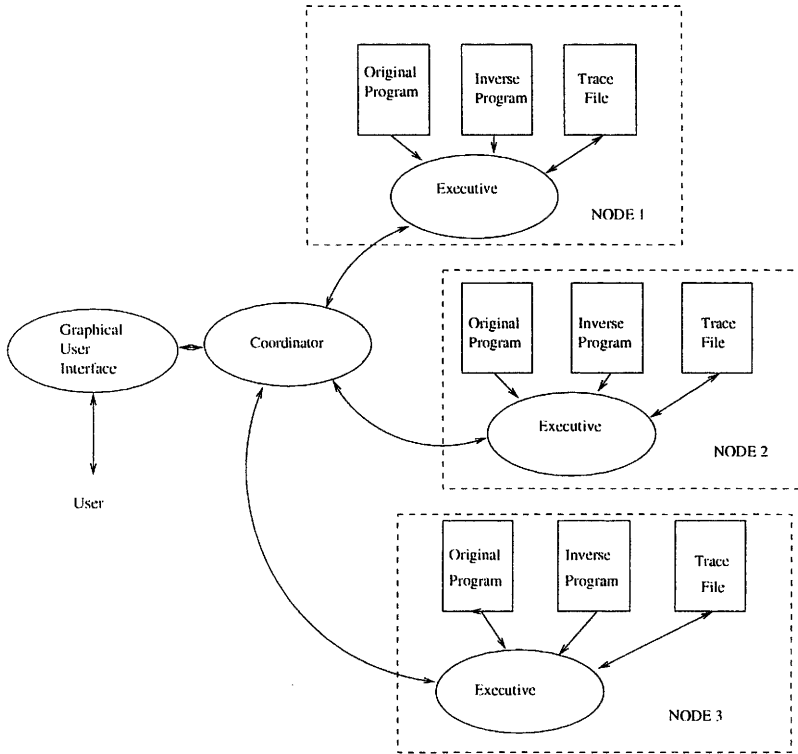 Original
Program
Inverse
Program
Trace
File
Executive
NODE 1
Original
Program
Inverse
Program
Trace
File
Executive
NODE 2
Graphical
User
Interface
Coordinator
User
Original
Program
Inverse
Program
Trace
File
Executive
NODE 3